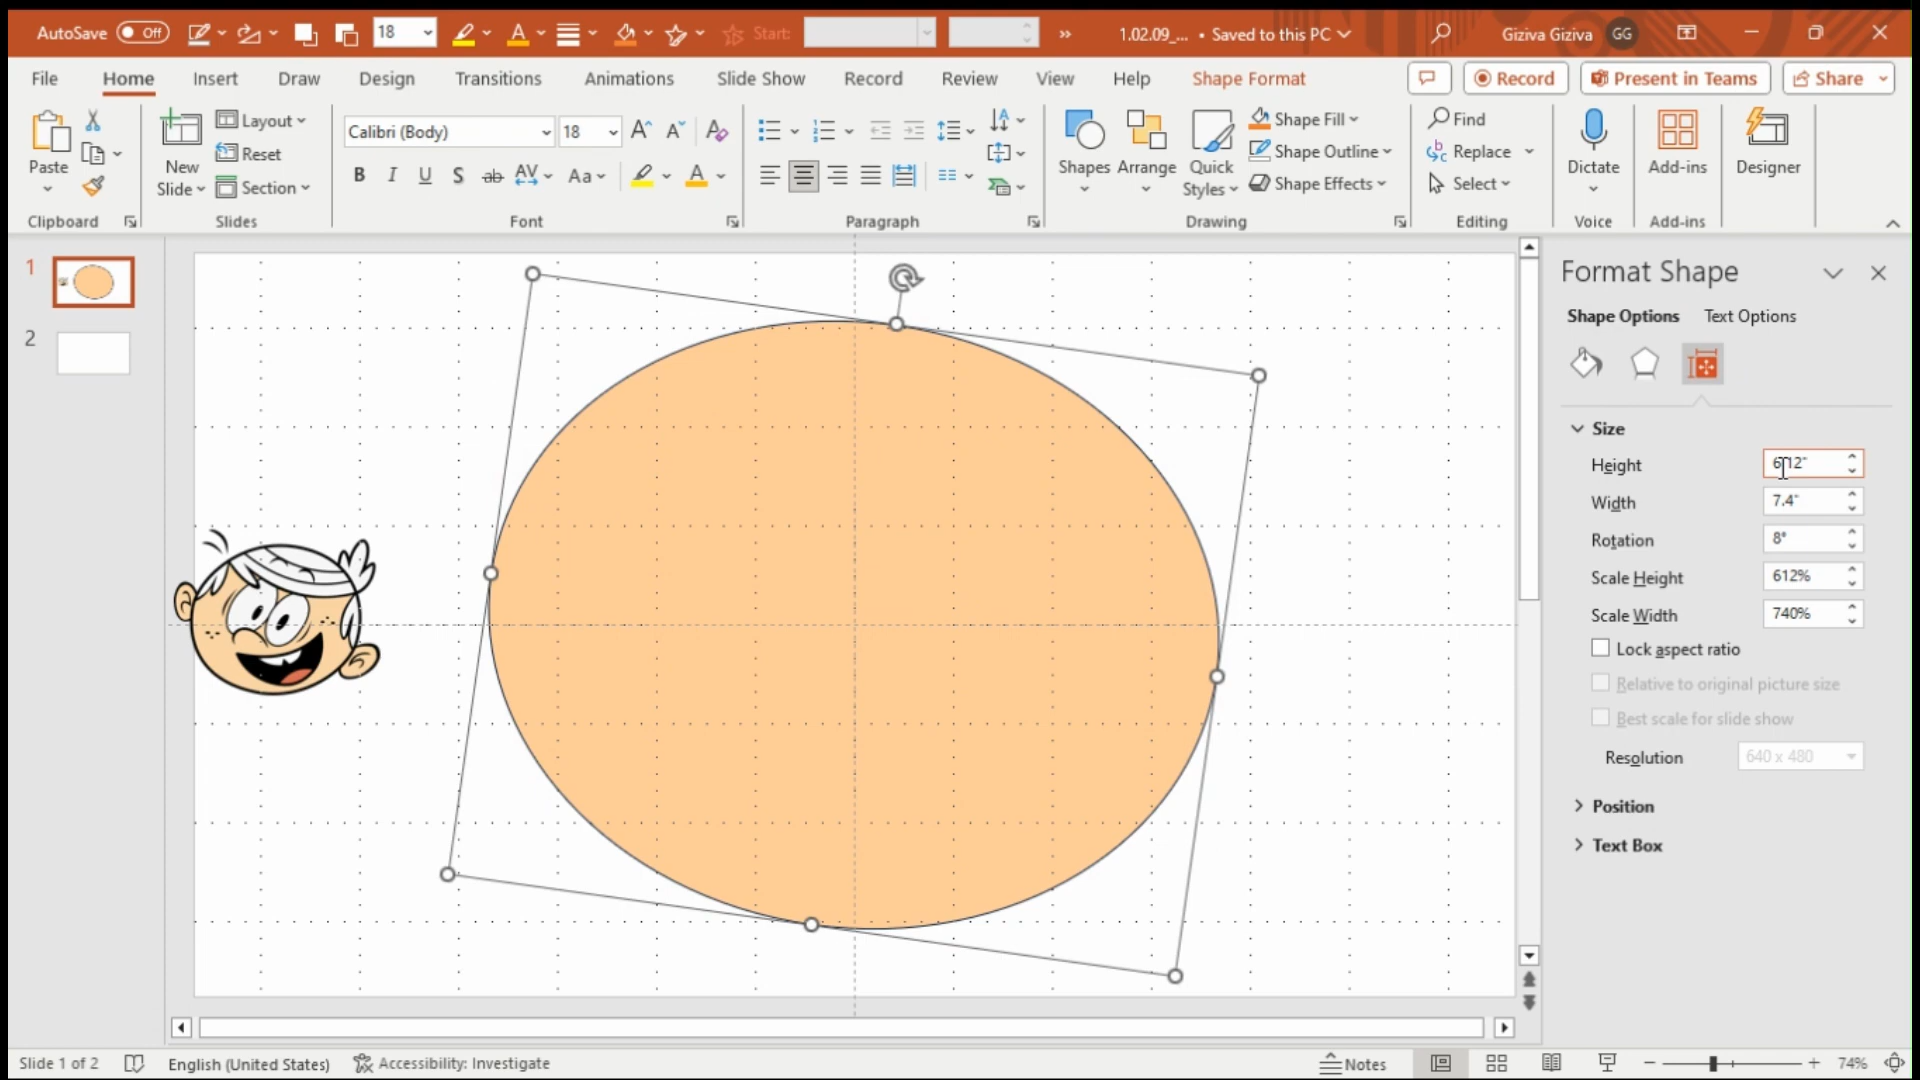 AutoSave Off 18 Start: 1.02.09_... • Saved to this PC Giziva Giziva GG
File Home Insert Draw Design Transitions Animations Slide Show Record Review View Help Shape Format Record Present in Teams Share
Paste
Clipboard
New Slide
Layout
Reset
Section
Slides
Calibri (Body) 18
B I U S ab AV Aa A
Font
Paragraph
Shapes
Arrange
Quick Styles
Shape Fill
Shape Outline
Shape Effects
Drawing
Find
Replace
Select
Editing
Dictate
Voice
Add-ins
Add-ins
Designer
1
2
Format Shape
Shape Options Text Options
Size
Height
Width 7.4"
Rotation 8°
Scale Height 612%
Scale Width 740%
Lock aspect ratio
Relative to original picture size
Best scale for slide show
Resolution 640 x 480
Position
Text Box
Slide 1 of 2 English (United States) Accessibility: Investigate Notes 74%